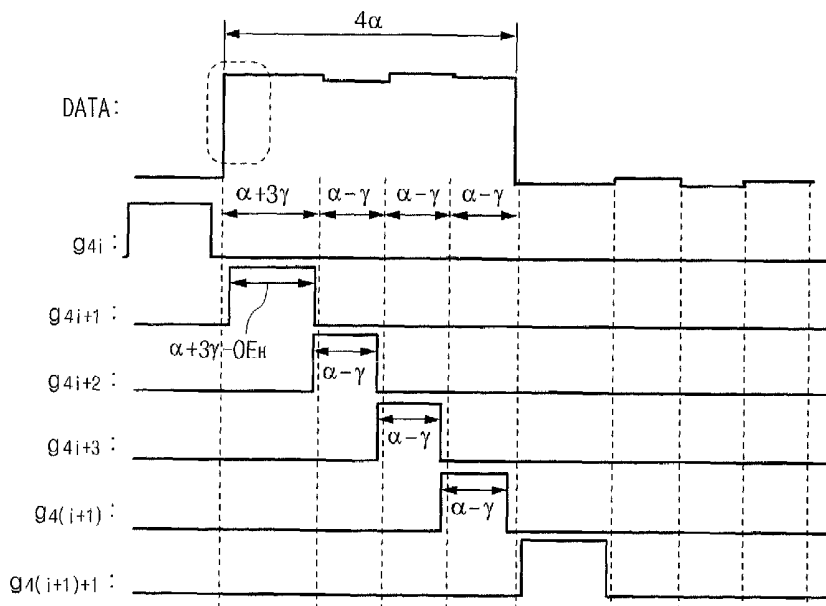 4α
DATA:
α+3γ α-γ α-γ α-γ
g4i :
g4i+1 :
α+3γ-OEH
g4i+2 :
α-γ
g4i+3 :
α-γ
g4(i+1) :
α-γ
g4(i+1)+1 :